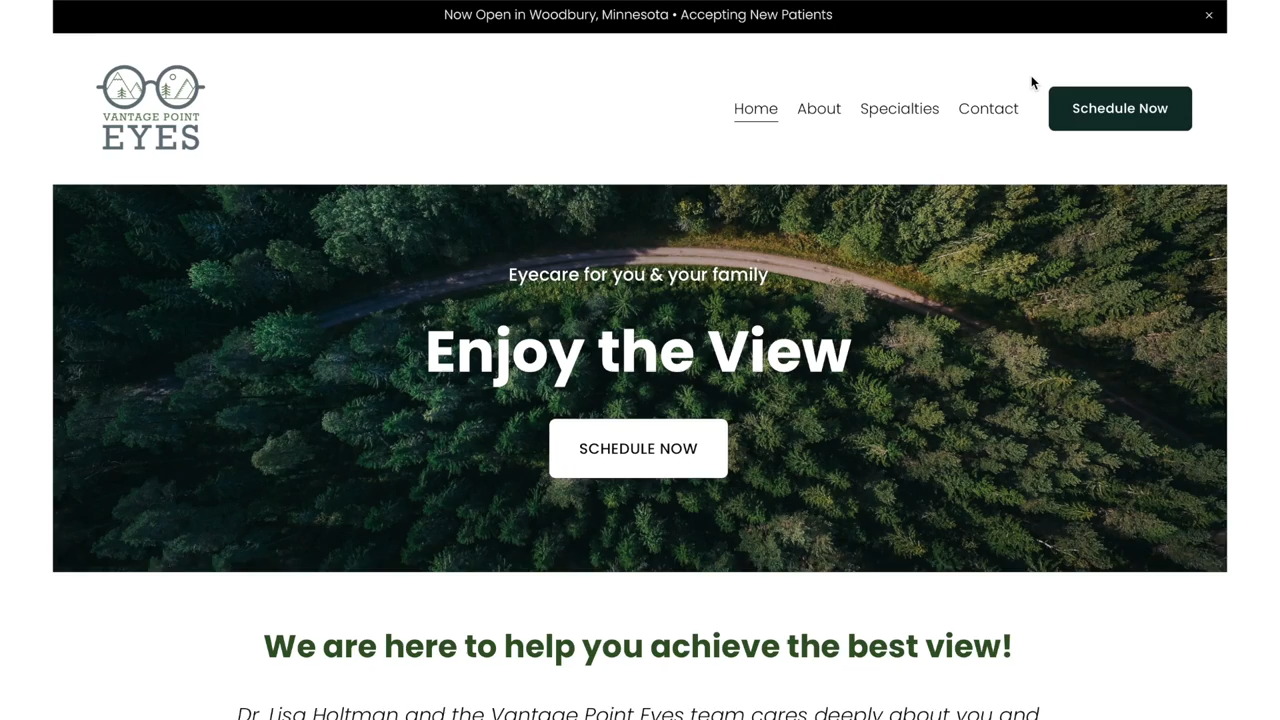 Now Open in Woodbury, Minnesota • Accepting New Patients
×
VANTAGE POINT
EYES
Home About Specialties Contact Schedule Now
Eyecare for you & your family
Enjoy the View
SCHEDULE NOW
We are here to help you achieve the best view!
Dr. Lisa Holtman and the Vantage Point Eyes team cares deeply about you and